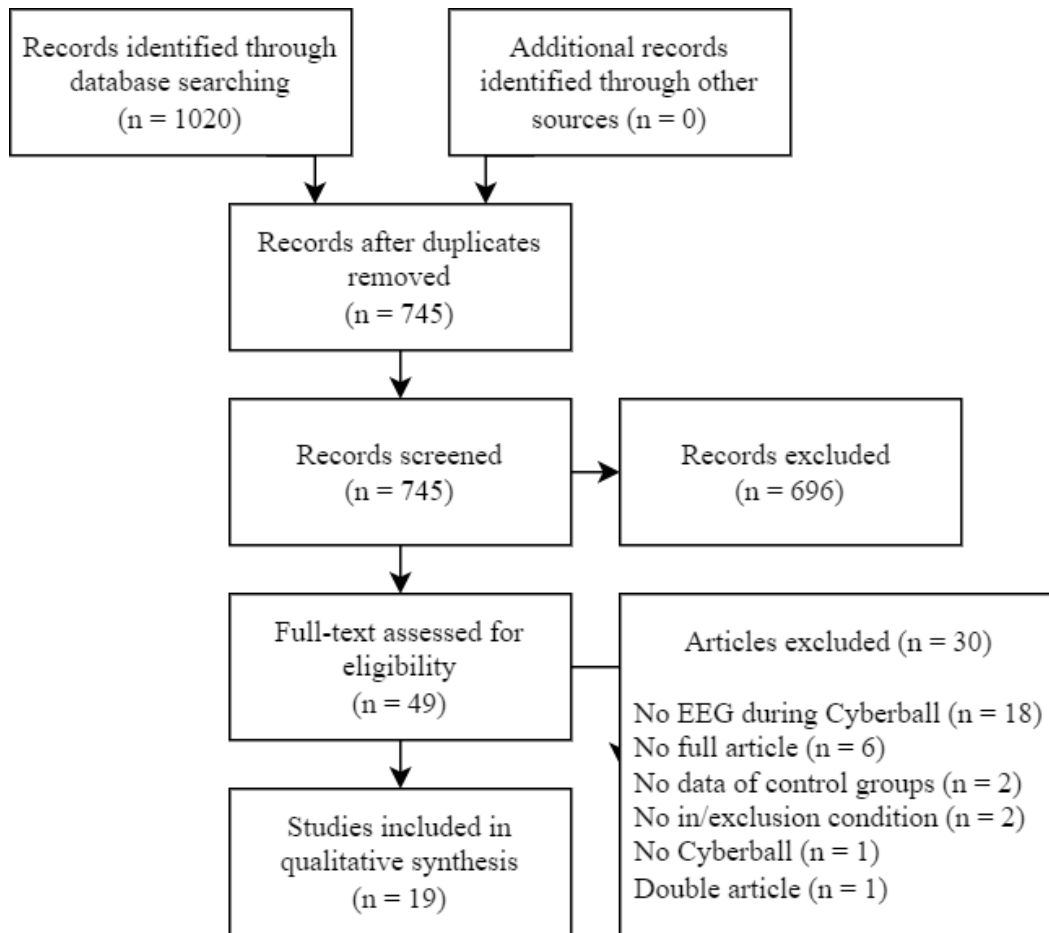 Records identified through
database searching
(n = 1020)
Additional records
identified through other
sources (n = 0)
Records after duplicates
removed
(n = 745)
Records screened
(n = 745)
Records excluded
(n = 696)
Full-text assessed for
eligibility
(n = 49)
Articles excluded (n = 30)
No EEG during Cyberball (n = 18)
No full article (n = 6)
No data of control groups (n = 2)
No in/exclusion condition (n = 2)
No Cyberball (n = 1)
Double article (n = 1)
Studies included in
qualitative synthesis
(n = 19)